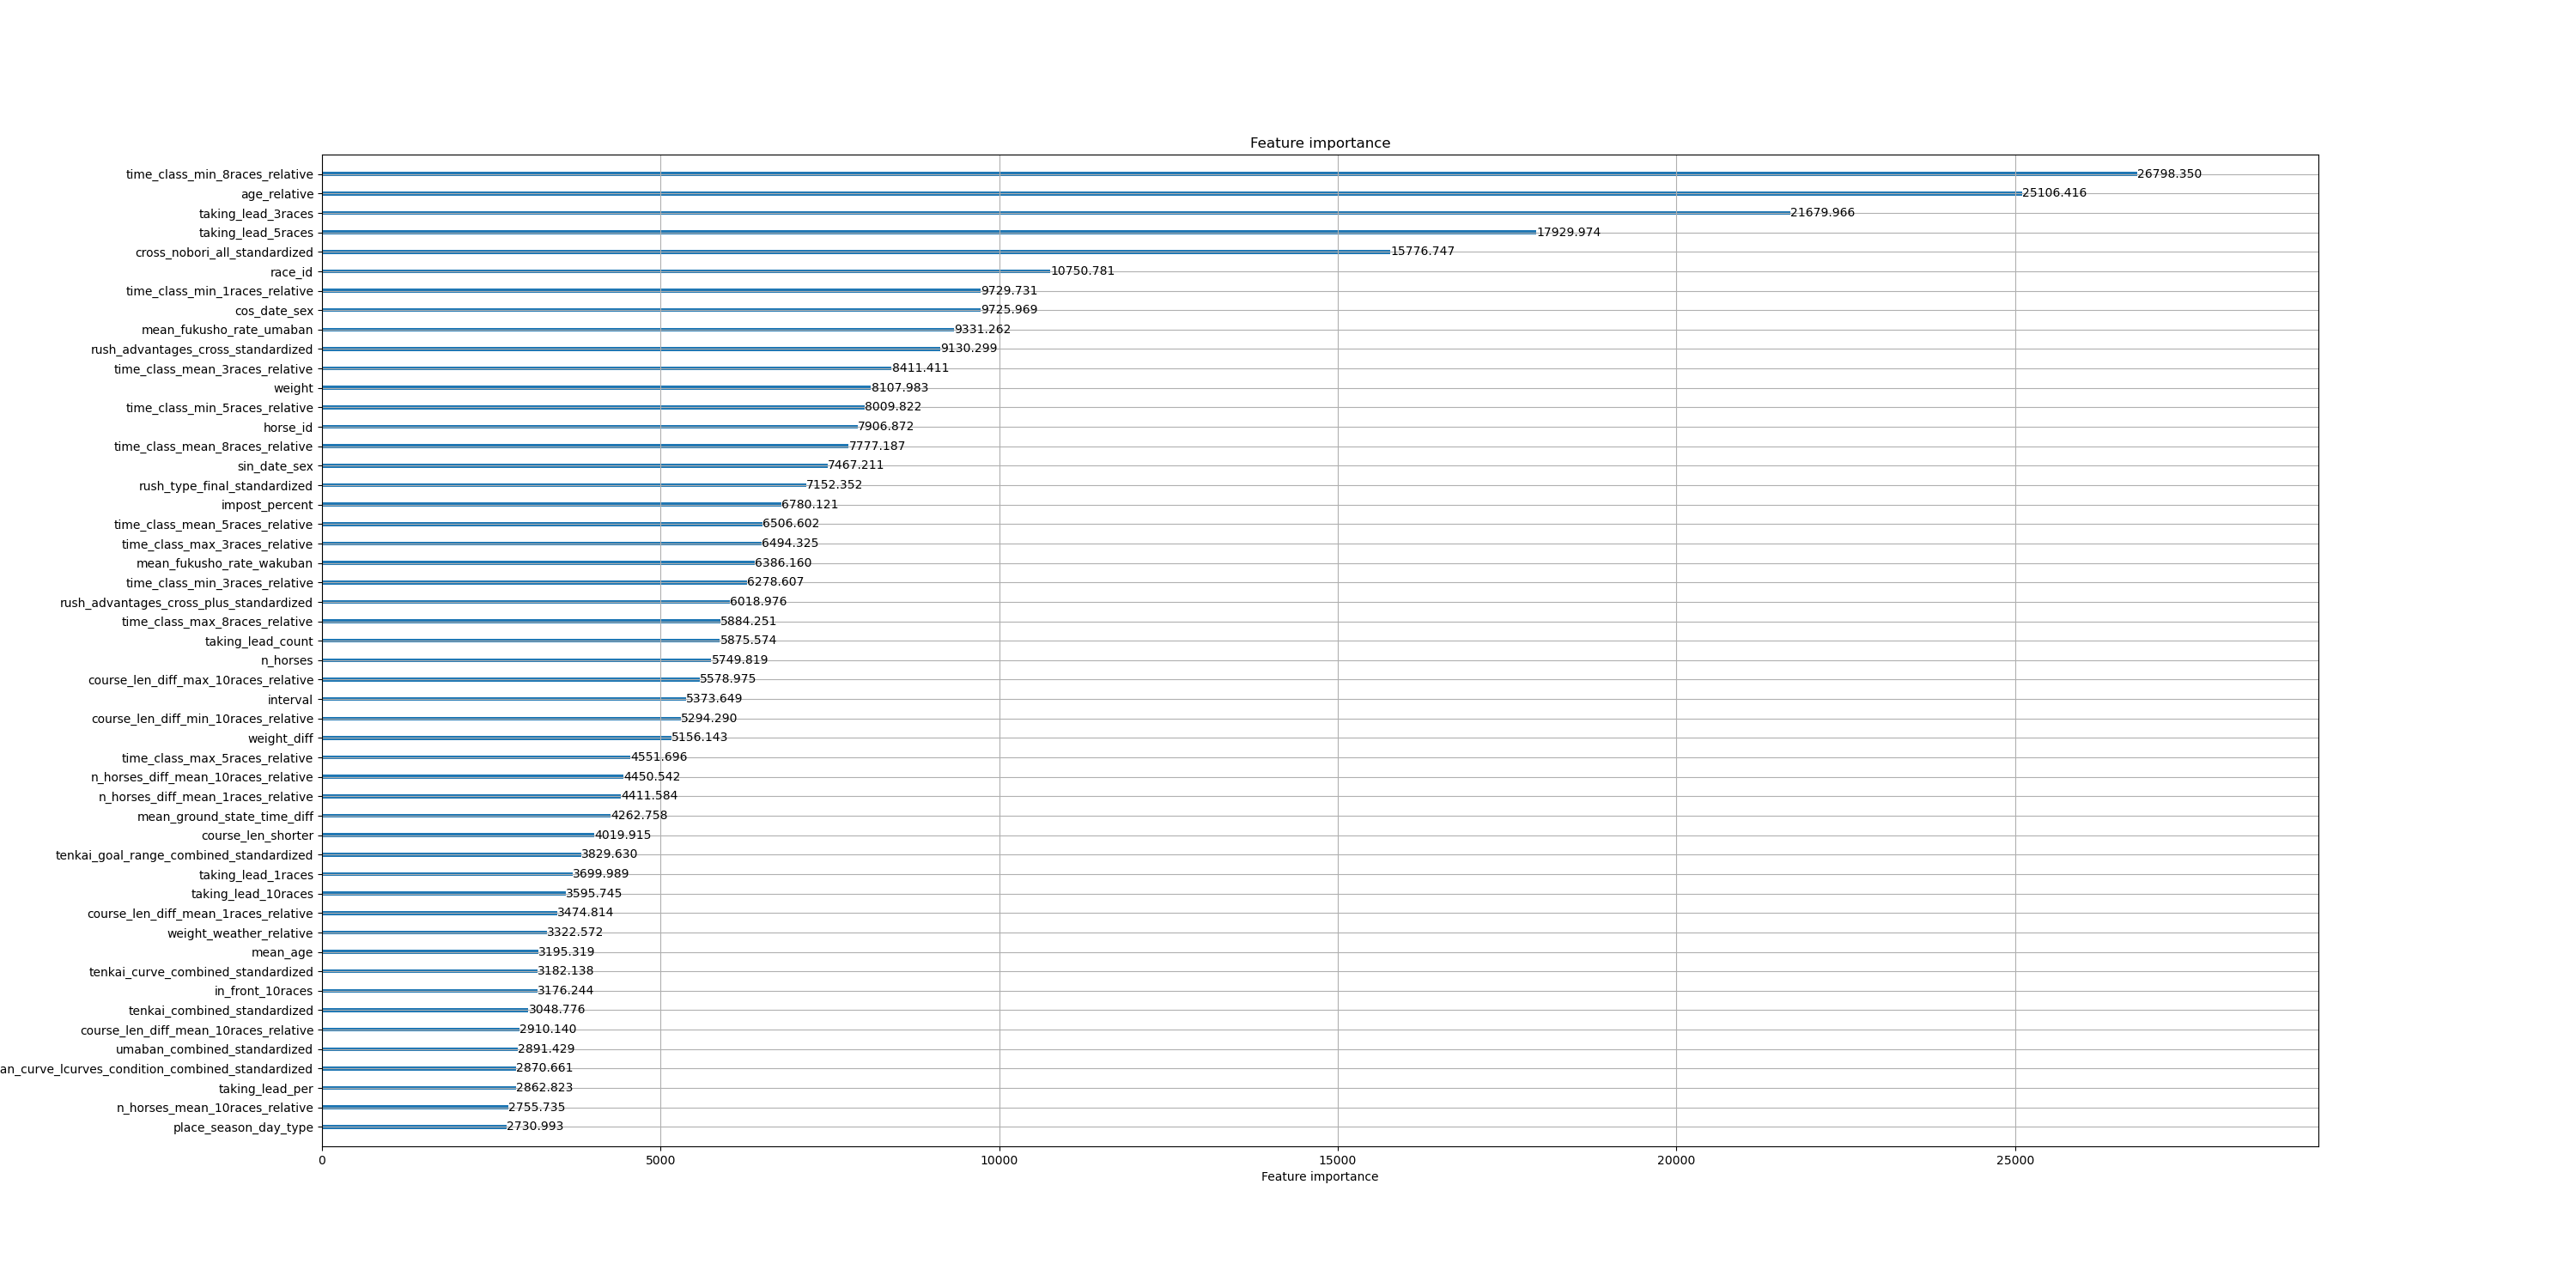 Feature importance
time_class_min_8races_relative 26798.350
age_relative 25106.416
taking_lead_3races 21679.966
taking_lead_5races 17929.974
cross_nobori_all_standardized 15776.747
race_id 10750.781
time_class_min_1races_relative 9729.731
cos_date_sex 9725.969
mean_fukusho_rate_umaban 9331.262
rush_advantages_cross_standardized 9130.299
time_class_mean_3races_relative 8411.411
weight 8107.983
time_class_min_5races_relative 8009.822
horse_id 7906.872
time_class_mean_8races_relative 7777.187
sin_date_sex 7467.211
rush_type_final_standardized 7152.352
impost_percent 6780.121
time_class_mean_5races_relative 6506.602
time_class_max_3races_relative 6494.325
mean_fukusho_rate_wakuban 6386.160
time_class_min_3races_relative 6278.607
rush_advantages_cross_plus_standardized 6018.976
time_class_max_8races_relative 5884.251
taking_lead_count 5875.574
n_horses 5749.819
course_len_diff_max_10races_relative 5578.975
interval 5373.649
course_len_diff_min_10races_relative 5294.290
weight_diff 5156.143
time_class_max_5races_relative 4551.696
n_horses_diff_mean_10races_relative 4450.542
n_horses_diff_mean_1races_relative 4411.584
mean_ground_state_time_diff 4262.758
course_len_shorter 4019.915
tenkai_goal_range_combined_standardized 3829.630
taking_lead_1races 3699.989
taking_lead_10races 3595.745
course_len_diff_mean_1races_relative 3474.814
weight_weather_relative 3322.572
mean_age 3195.319
tenkai_curve_combined_standardized 3182.138
in_front_10races 3176.244
tenkai_combined_standardized 3048.776
course_len_diff_mean_10races_relative 2910.140
umaban_combined_standardized 2891.429
an_curve_lcurves_condition_combined_standardized 2870.661
taking_lead_per 2862.823
n_horses_mean_10races_relative 2755.735
place_season_day_type 2730.993
0 5000 10000 15000 20000 25000
Feature importance